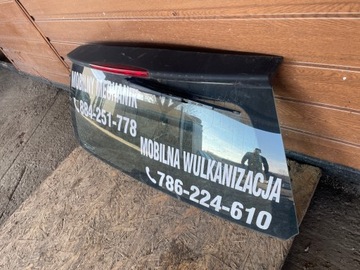 MOBILNY MECHANIK
884-251-778
MOBILNA WULKANIZACJA
786-224-610